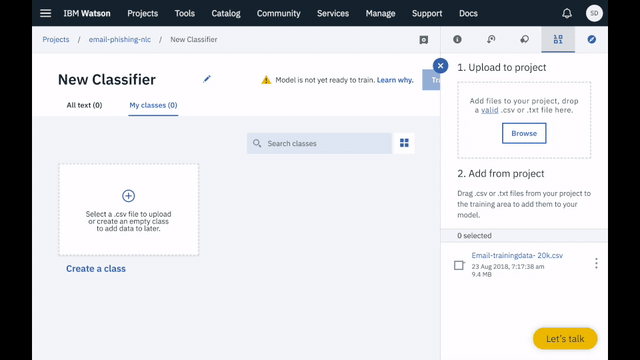 IBM Watson Projects Tools Catalog Community Services Manage Support Docs SD
Projects / email-phishing-nlc / New Classifier
New Classifier
Model is not yet ready to train. Learn why.
Tra
All text (0) My classes (0)
Search classes
Select a .csv file to upload
or create an empty class
to add data to later.
Create a class
1. Upload to project
Add files to your project, drop
a valid .csv or .txt file here.
Browse
2. Add from project
Drag .csv or .txt files from your project to
the training area to add them to your
model.
0 selected
Email-trainingdata- 20k.csv
23 Aug 2018, 7:17:38 am
9.4 MB
Let's talk